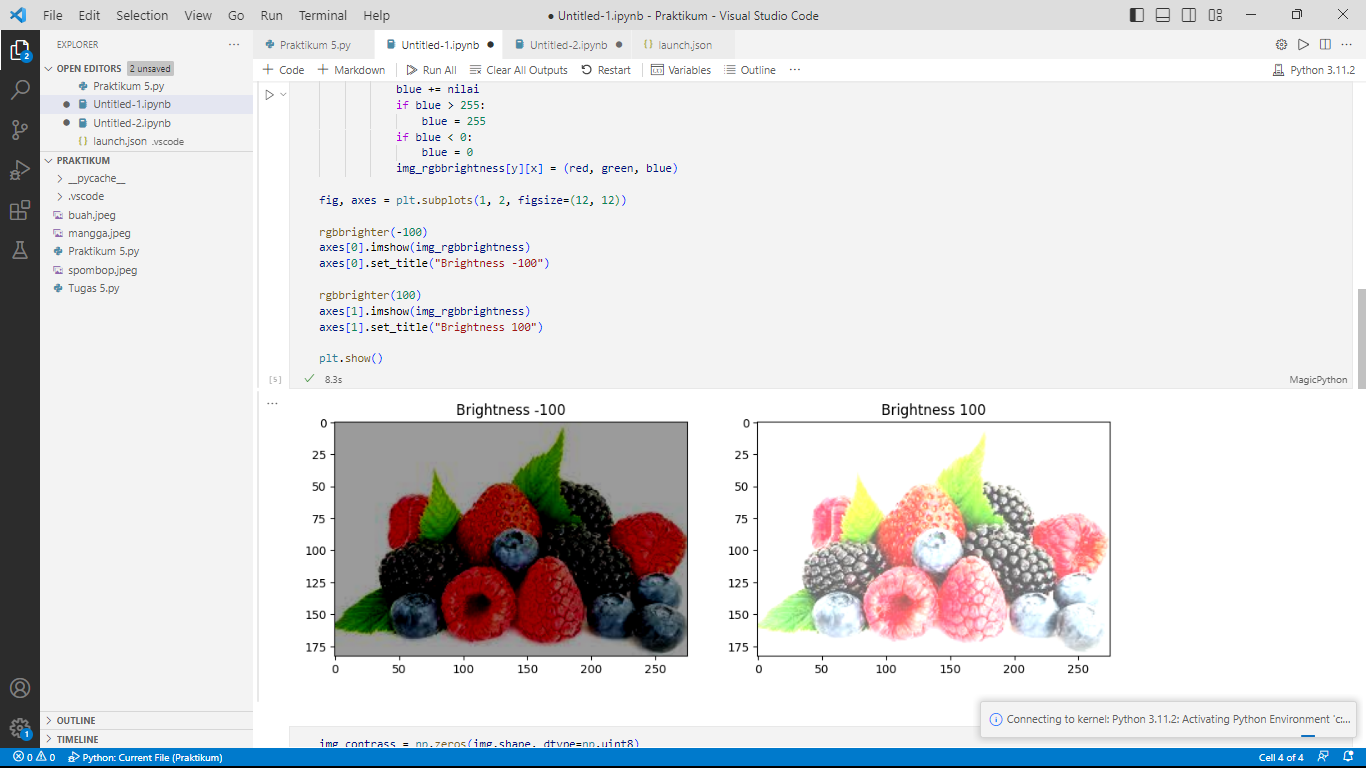 File Edit Selection View Go Run Terminal Help
● Untitled-1.ipynb - Praktikum - Visual Studio Code
EXPLORER
OPEN EDITORS 2 unsaved
Praktikum 5.py
Untitled-1.ipynb
Untitled-2.ipynb
launch.json .vscode
PRAKTIKUM
__pycache__
.vscode
buah.jpeg
mangga.jpeg
Praktikum 5.py
spombop.jpeg
Tugas 5.py
OUTLINE
TIMELINE
2
1
Praktikum 5.py Untitled-1.ipynb ● Untitled-2.ipynb ● launch.json
+ Code + Markdown Run All Clear All Outputs Restart Variables Outline ··· Python 3.11.2
blue += nilai
if blue > 255:
blue = 255
if blue < 0:
blue = 0
img_rgbbrightness[y][x] = (red, green, blue)
fig, axes = plt.subplots(1, 2, figsize=(12, 12))
rgbbrighter(-100)
axes[0].imshow(img_rgbbrightness)
axes[0].set_title("Brightness -100")
rgbbrighter(100)
axes[1].imshow(img_rgbbrightness)
axes[1].set_title("Brightness 100")
plt.show()
[5] 8.3s MagicPython
Brightness -100
0
25
50
75
100
125
150
175
0 50 100 150 200 250
Brightness 100
0
25
50
75
100
125
150
175
0 50 100 150 200 250
Connecting to kernel: Python 3.11.2: Activating Python Environment 'c:...
img_contrass = np.zeros(img.shape, dtype=np.uint8)
0 0 Python: Current File (Praktikum) Cell 4 of 4